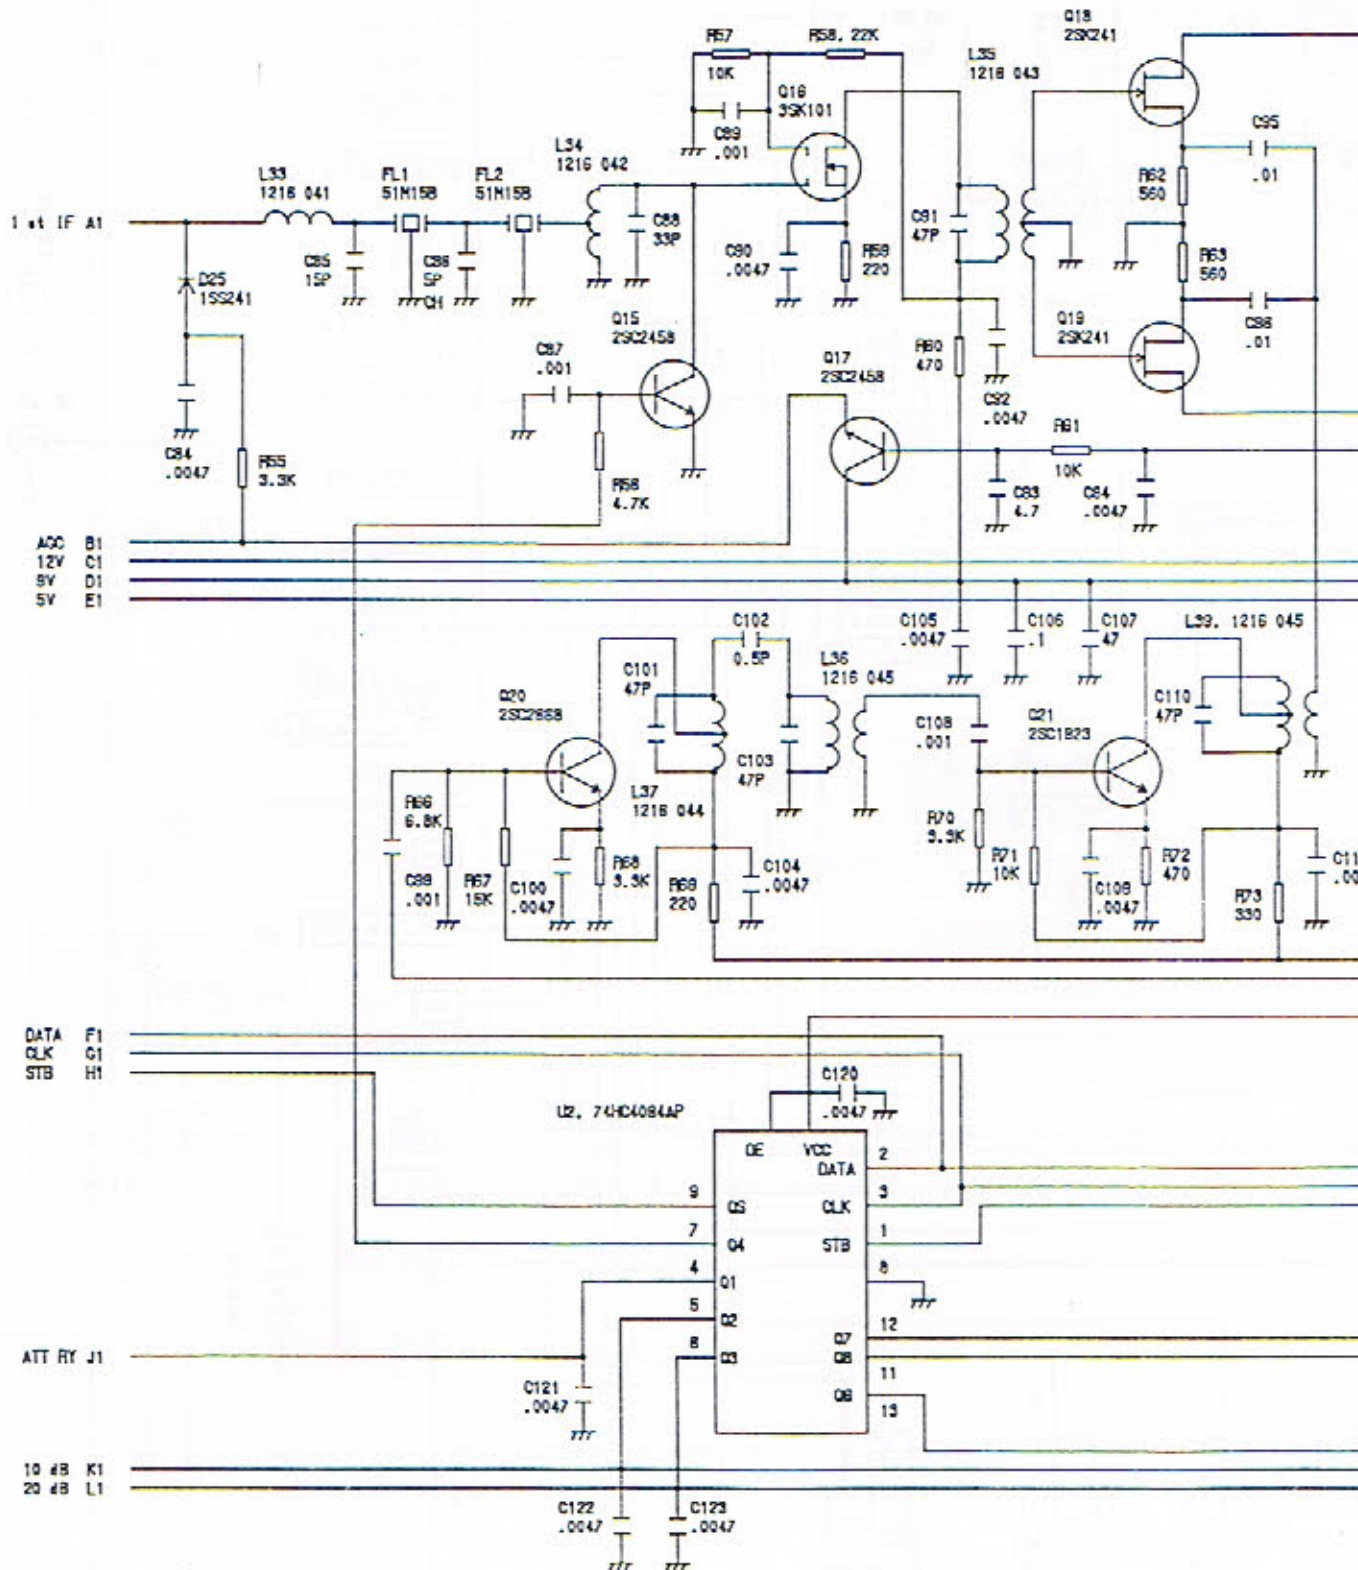 Q18
2SK241
R57
R58, 22K
L35
1216 043
10K
Q16
3SK101
C89
.001
C95
.01
L34
1216 042
R62
560
L33
1216 041
FL1
51M15B
FL2
51M15B
1 st IF A1
C88
33P
C91
47P
C90
.0047
R59
220
R63
560
C85
15P
C86
5P
CH
D25
1SS241
Q15
2SC2458
Q19
2SK241
C96
.01
C87
.001
R60
470
Q17
2SC2458
C92
.0047
C84
.0047
R55
3.3K
R56
4.7K
R61
10K
C93
4.7
C94
.0047
AGC B1
12V C1
9V D1
5V E1
C102
0.5P
C105
.0047
C106
.1
C107
47
L39, 1216 045
C101
47P
L36
1216 045
Q20
2SC2668
C110
47P
C108
.001
Q21
2SC1923
C103
47P
L37
1216 044
R66
6.8K
R70
3.3K
R71
10K
R68
3.3K
C104
.0047
R72
470
C11
.00
C99
.001
R67
15K
C100
.0047
R69
220
C109
.0047
R73
330
DATA F1
CLK G1
STB H1
C120
.0047
U2, 74HC4094AP
OE VCC
DATA 2
9 QS CLK 3
7 Q4 STB 1
4 Q1 8
5 Q2 12
Q7
6 Q3 Q8
11
ATT RY J1
Q6
13
C121
.0047
10 dB K1
20 dB L1
C122
.0047
C123
.0047